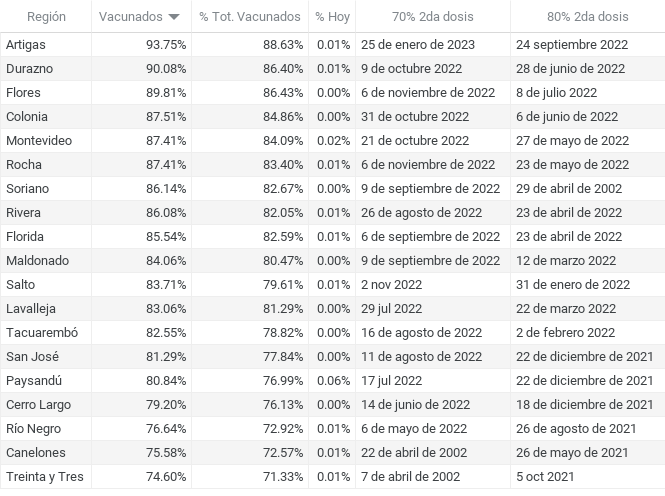 Región Vacunados % Tot. Vacunados % Hoy 70% 2da dosis 80% 2da dosis
Artigas 93.75% 88.63% 0.01% 25 de enero de 2023 24 septiembre 2022
Durazno 90.08% 86.40% 0.01% 9 de octubre 2022 28 de junio de 2022
Flores 89.81% 86.43% 0.00% 6 de noviembre de 2022 8 de julio 2022
Colonia 87.51% 84.86% 0.00% 31 de octubre 2022 6 de junio de 2022
Montevideo 87.41% 84.09% 0.02% 21 de octubre 2022 27 de mayo de 2022
Rocha 87.41% 83.40% 0.01% 6 de noviembre de 2022 23 de mayo de 2022
Soriano 86.14% 82.67% 0.00% 9 de septiembre de 2022 29 de abril de 2002
Rivera 86.08% 82.05% 0.01% 26 de agosto de 2022 23 de abril de 2022
Florida 85.54% 82.59% 0.01% 6 de septiembre de 2022 23 de abril de 2022
Maldonado 84.06% 80.47% 0.00% 9 de septiembre de 2022 12 de marzo 2022
Salto 83.71% 79.61% 0.01% 2 nov 2022 31 de enero de 2022
Lavalleja 83.06% 81.29% 0.00% 29 jul 2022 22 de marzo de 2022
Tacuarembó 82.55% 78.82% 0.00% 16 de agosto de 2022 2 de febrero 2022
San José 81.29% 77.84% 0.00% 11 de agosto de 2022 22 de diciembre de 2021
Paysandú 80.84% 76.99% 0.06% 17 jul 2022 22 de diciembre de 2021
Cerro Largo 79.20% 76.13% 0.00% 14 de junio de 2022 18 de diciembre de 2021
Río Negro 76.64% 72.92% 0.01% 6 de mayo de 2022 26 de agosto de 2021
Canelones 75.58% 72.57% 0.01% 22 de abril de 2002 26 de mayo de 2021
Treinta y Tres 74.60% 71.33% 0.01% 7 de abril de 2002 5 oct 2021